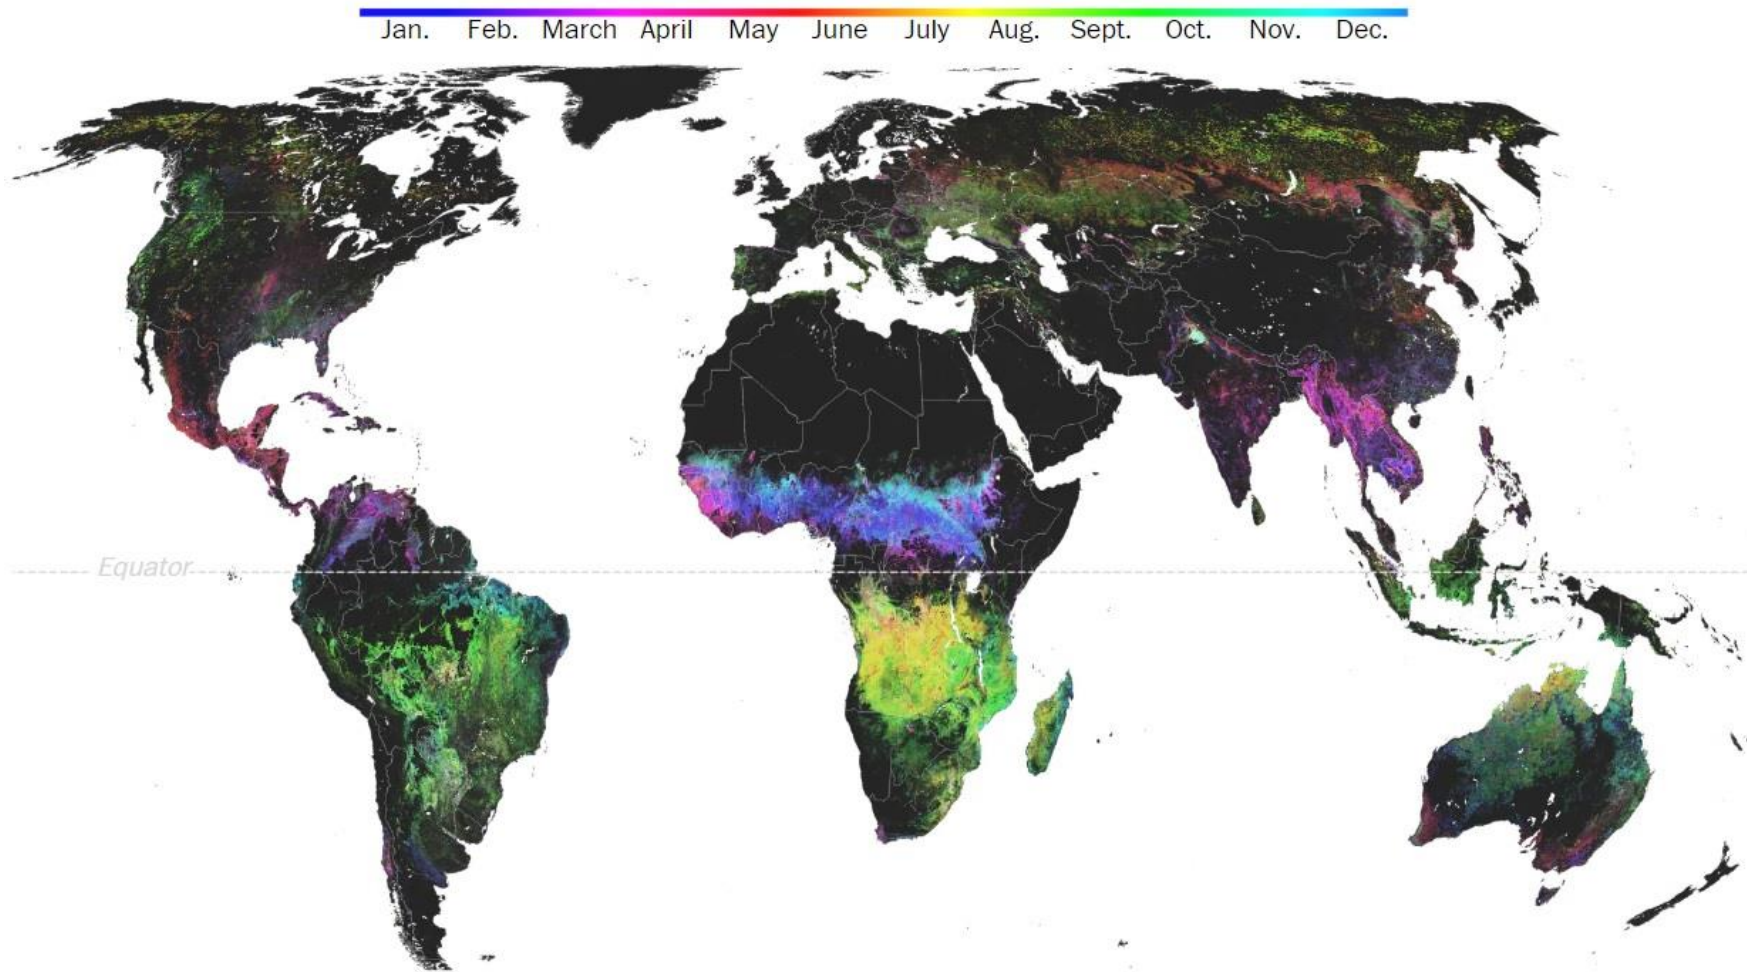 Jan. Feb. March April May June July Aug. Sept. Oct. Nov. Dec.
Equator